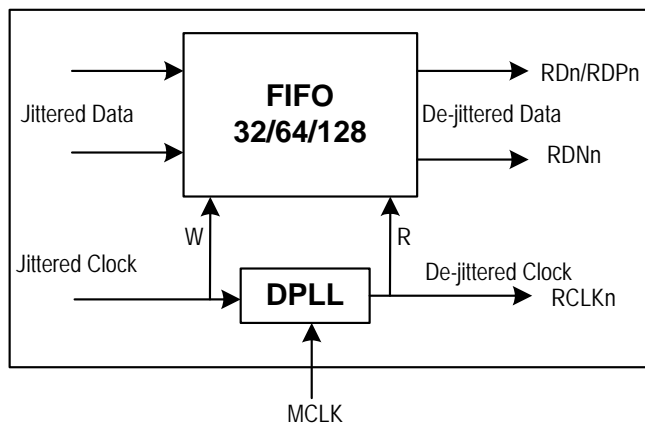 RDn/RDPn
FIFO
32/64/128
Jittered Data
De-jittered Data
RDNn
W
R
Jittered Clock
De-jittered Clock
DPLL
RCLKn
MCLK